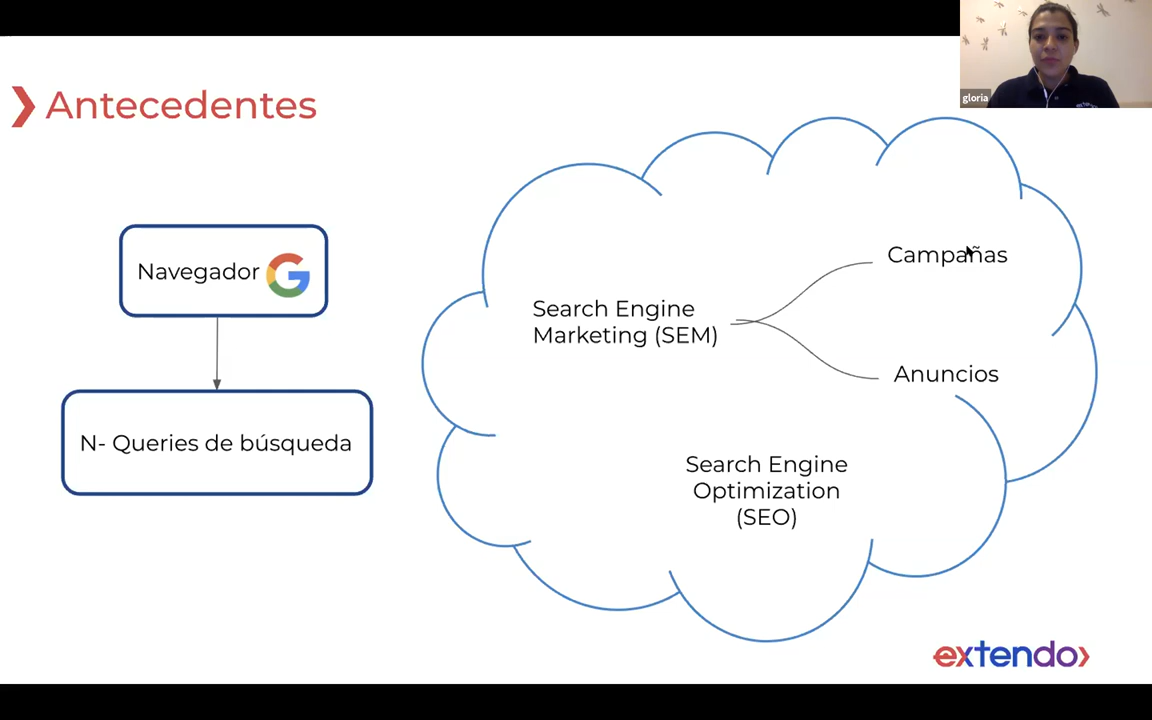 Antecedentes
gloria
Navegador
N- Queries de búsqueda
Search Engine
Marketing (SEM)
Campañas
Anuncios
Search Engine
Optimization
(SEO)
extendo